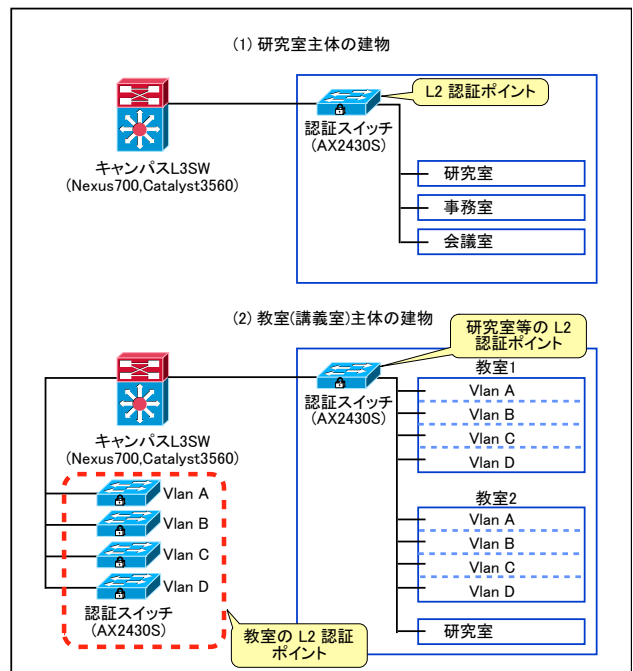 (1) 研究室主体の建物
L2 認証ポイント
認証スイッチ
(AX2430S)
キャンパスL3SW
(Nexus700,Catalyst3560)
研究室
事務室
会議室
(2) 教室(講義室)主体の建物
研究室等の L2
認証ポイント
教室1
認証スイッチ
(AX2430S)
Vlan A
Vlan B
Vlan C
Vlan D
キャンパスL3SW
(Nexus700,Catalyst3560)
Vlan A
Vlan B
Vlan C
Vlan D
認証スイッチ
(AX2430S)
教室2
Vlan A
Vlan B
Vlan C
Vlan D
研究室
教室の L2 認証
ポイント